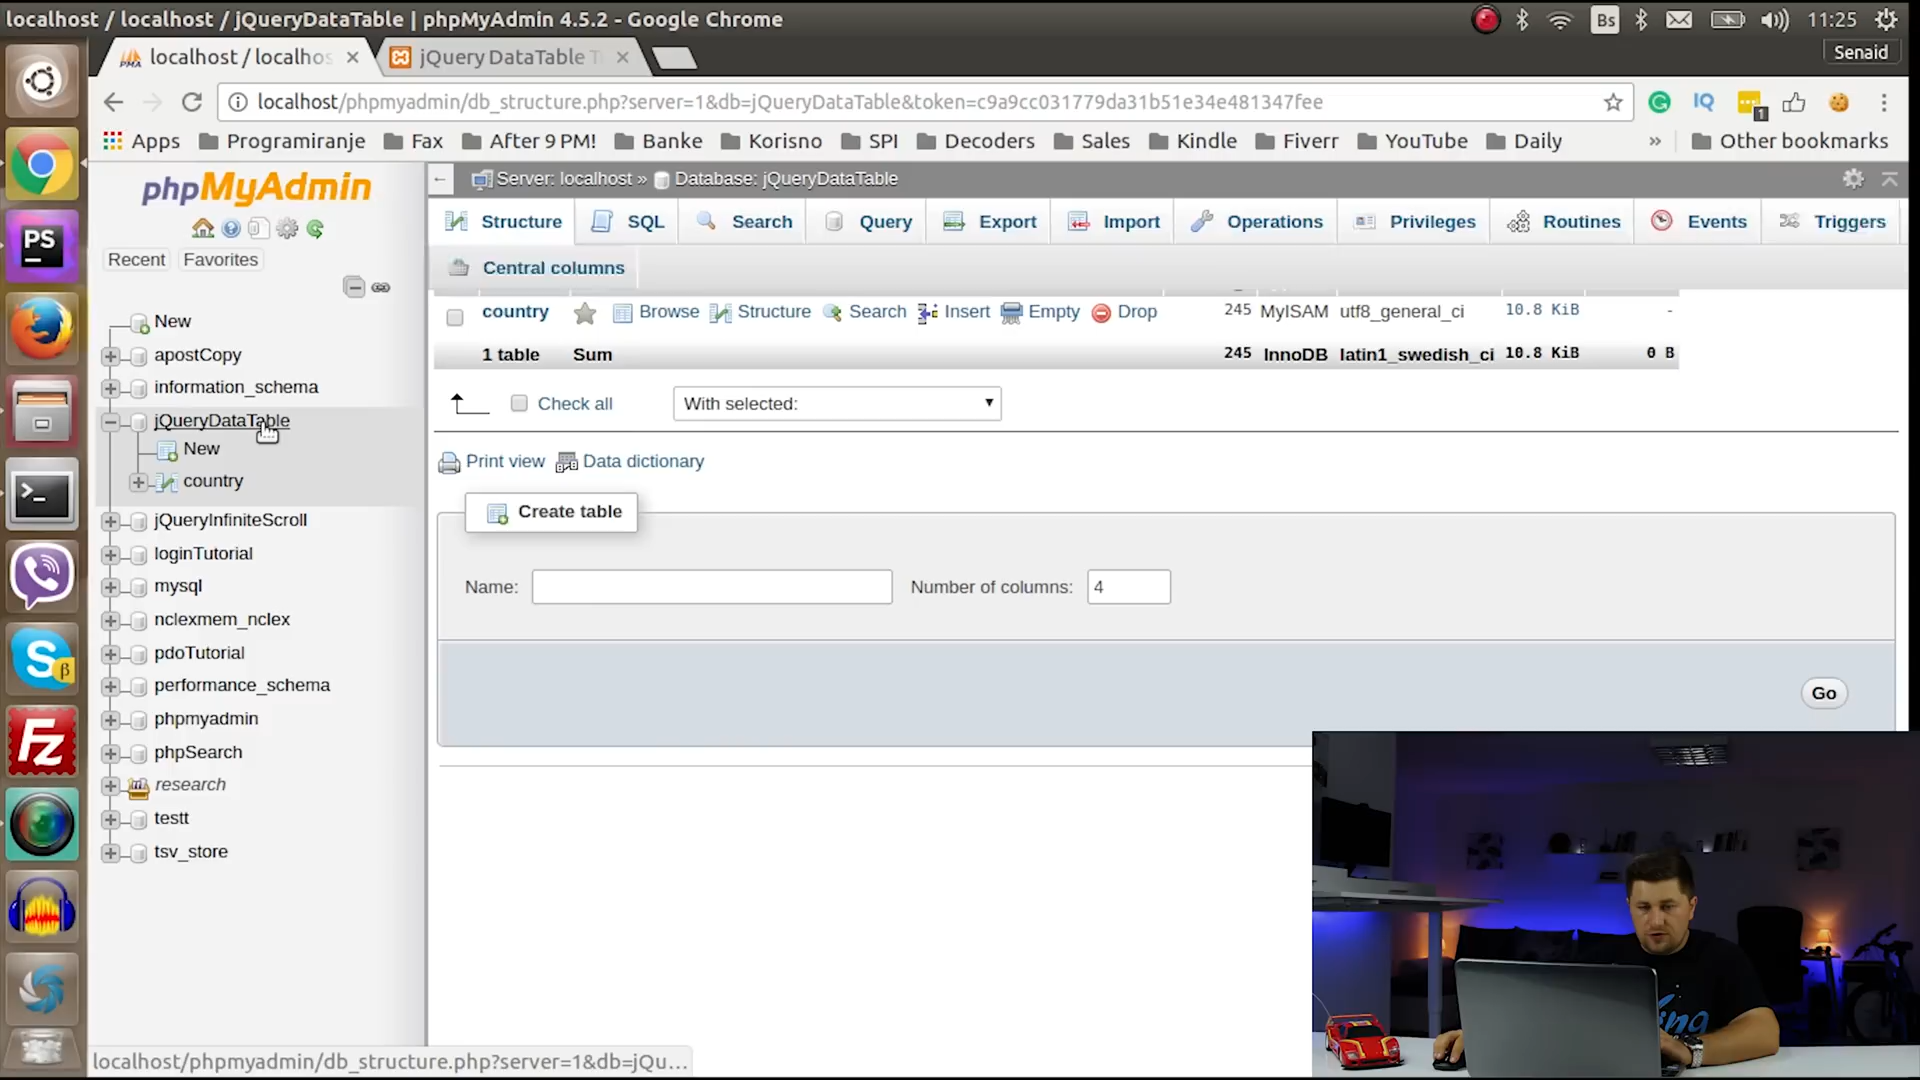 localhost / localhost / jQueryDataTable | phpMyAdmin 4.5.2 - Google Chrome
Bs
11:25
localhost / localhos
jQuery DataTable T
Senaid
localhost/phpmyadmin/db_structure.php?server=1&db=jQueryDataTable&token=c9a9cc031779da31b51e34e481347fee
IQ
1
Apps
Programiranje
Fax
After 9 PM!
Banke
Korisno
SPI
Decoders
Sales
Kindle
Fiverr
YouTube
Daily
»
Other bookmarks
phpMyAdmin
Recent
Favorites
New
apostCopy
information_schema
jQueryDataTable
New
country
jQueryInfiniteScroll
loginTutorial
mysql
nclexmem_nclex
pdoTutorial
performance_schema
phpmyadmin
phpSearch
research
testt
tsv_store
Server: localhost » Database: jQueryDataTable
Structure
SQL
Search
Query
Export
Import
Operations
Privileges
Routines
Events
Triggers
Central columns
country Browse Structure Search Insert Empty Drop 245 MyISAM utf8_general_ci 10.8 KiB -
1 table Sum 245 InnoDB latin1_swedish_ci 10.8 KiB 0 B
Check all
With selected:
Print view
Data dictionary
Create table
Name:
Number of columns: 4
Go
PS
PMA
>_
S
β
Fz
localhost/phpmyadmin/db_structure.php?server=1&db=jQu...